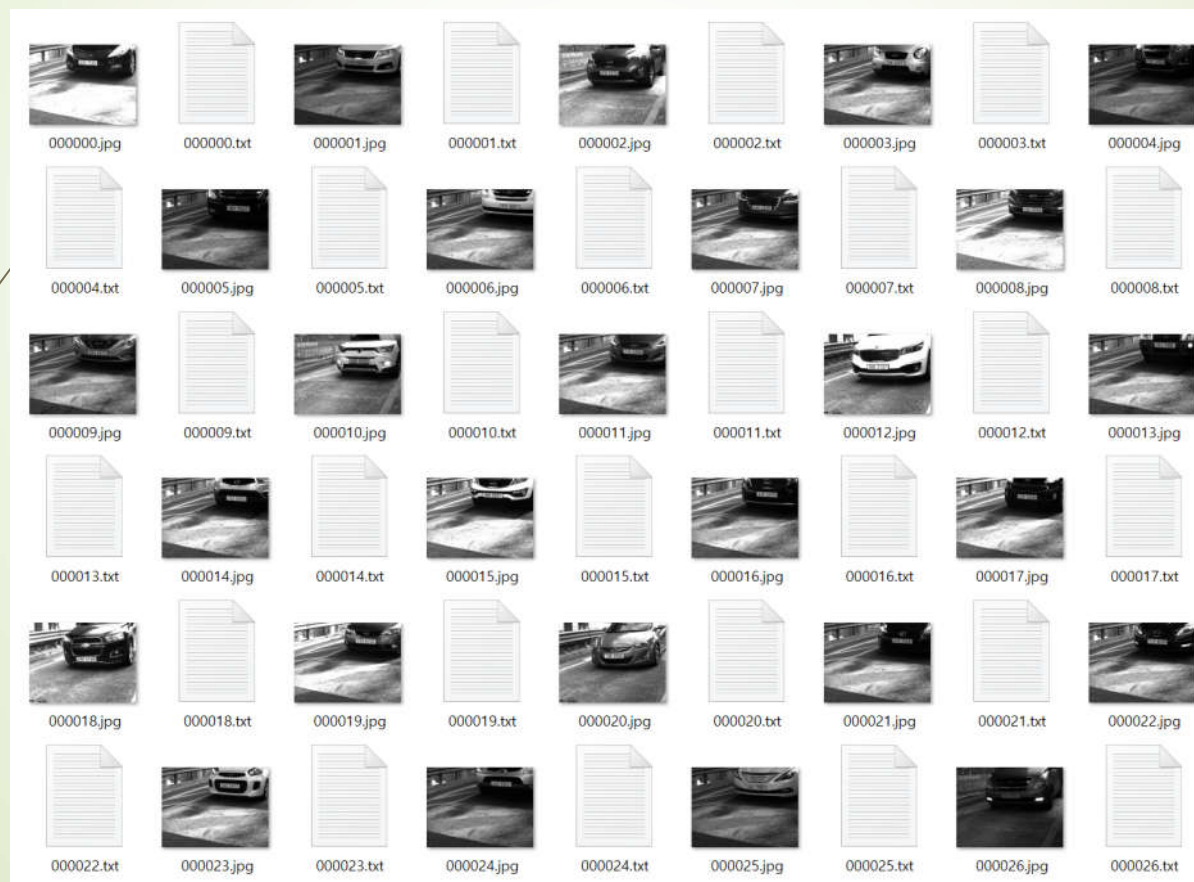 000000.jpg 000000.txt 000001.jpg 000001.txt 000002.jpg 000002.txt 000003.jpg 000003.txt 000004.jpg
000004.txt 000005.jpg 000005.txt 000006.jpg 000006.txt 000007.jpg 000007.txt 000008.jpg 000008.txt
000009.jpg 000009.txt 000010.jpg 000010.txt 000011.jpg 000011.txt 000012.jpg 000012.txt 000013.jpg
000013.txt 000014.jpg 000014.txt 000015.jpg 000015.txt 000016.jpg 000016.txt 000017.jpg 000017.txt
000018.jpg 000018.txt 000019.jpg 000019.txt 000020.jpg 000020.txt 000021.jpg 000021.txt 000022.jpg
000022.txt 000023.jpg 000023.txt 000024.jpg 000024.txt 000025.jpg 000025.txt 000026.jpg 000026.txt